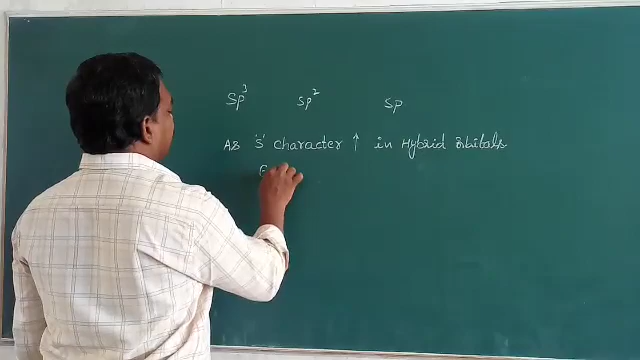 sp³ sp² sp
As 's' character ↑ in Hybrid orbitals